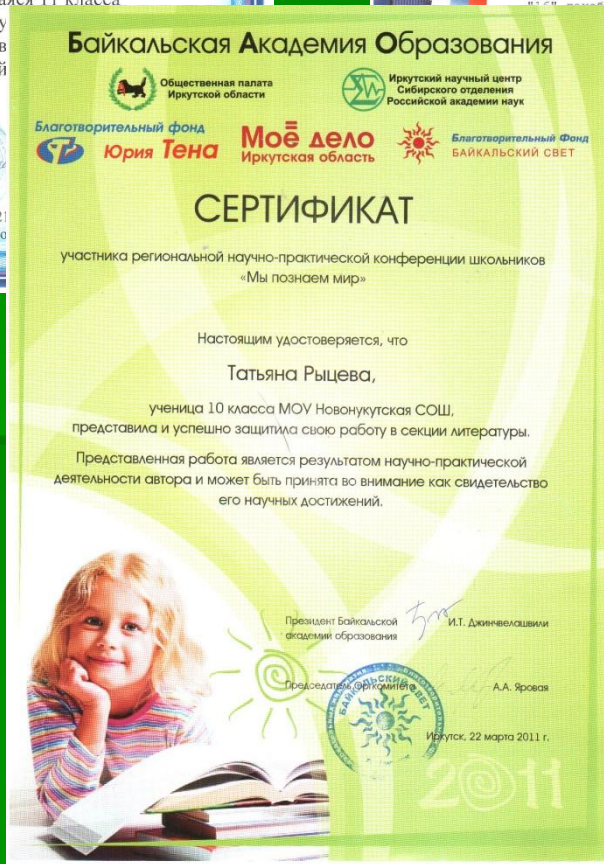 Байкальская Академия Образования
Общественная палата
Иркутской области
Иркутский научный центр
Сибирского отделения
Российской академии наук
Благотворительный фонд
Юрия Тена
Моё дело
Иркутская область
Благотворительный Фонд
БАЙКАЛЬСКИЙ СВЕТ
СЕРТИФИКАТ
участника региональной научно-практической конференции школьников
«Мы познаем мир»
Настоящим удостоверяется, что
Татьяна Рыцева,
ученица 10 класса МОУ Новонукутская СОШ,
представила и успешно защитила свою работу в секции литературы.
Представленная работа является результатом научно-практической
деятельности автора и может быть принята во внимание как свидетельство
его научных достижений.
Президент Байкальской
академии образования
И.Т. Джинчвелашвили
Председатель Оргкомитета
А.А. Яровая
БАЙКАЛЬСКИЙ СВЕТ
Иркутск, 22 марта 2011 г.
2011
11 класса